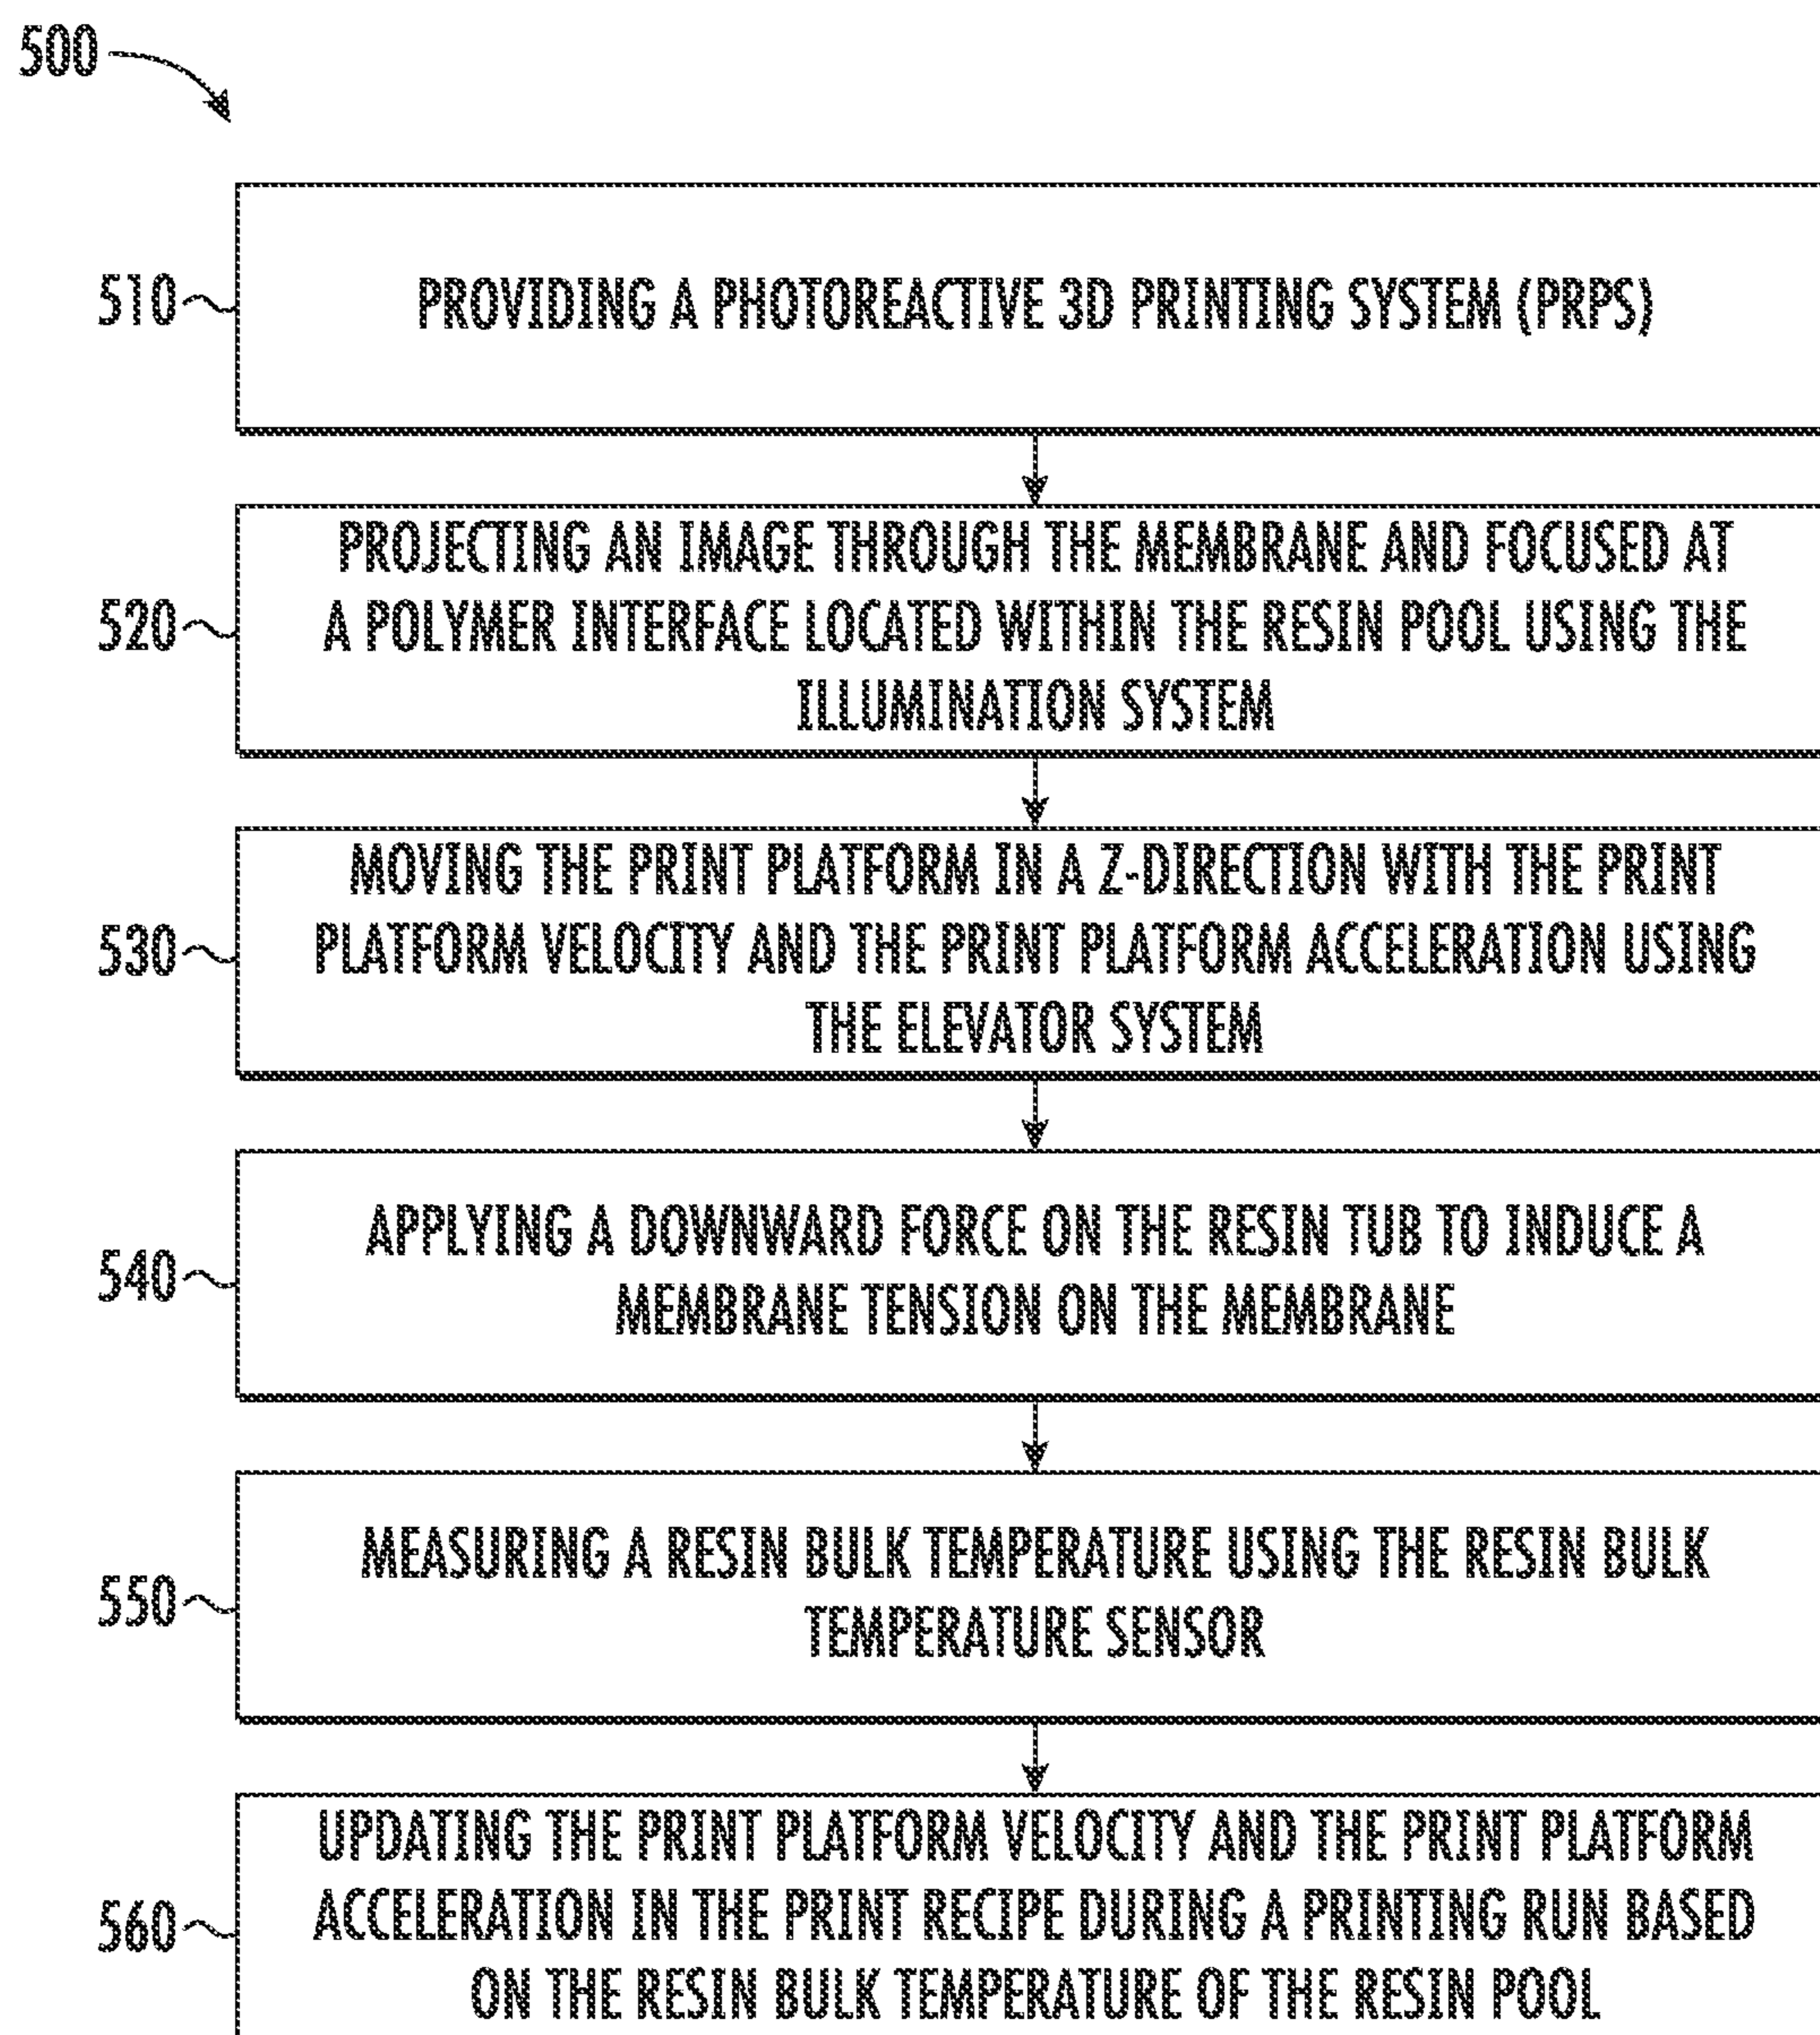 500
510
PROVIDING A PHOTOREACTIVE 3D PRINTING SYSTEM (PRPS)
520
PROJECTING AN IMAGE THROUGH THE MEMBRANE AND FOCUSED AT
A POLYMER INTERFACE LOCATED WITHIN THE RESIN POOL USING THE
ILLUMINATION SYSTEM
530
MOVING THE PRINT PLATFORM IN A Z-DIRECTION WITH THE PRINT
PLATFORM VELOCITY AND THE PRINT PLATFORM ACCELERATION USING
THE ELEVATOR SYSTEM
540
APPLYING A DOWNWARD FORCE ON THE RESIN TUB TO INDUCE A
MEMBRANE TENSION ON THE MEMBRANE
550
MEASURING A RESIN BULK TEMPERATURE USING THE RESIN BULK
TEMPERATURE SENSOR
560
UPDATING THE PRINT PLATFORM VELOCITY AND THE PRINT PLATFORM
ACCELERATION IN THE PRINT RECIPE DURING A PRINTING RUN BASED
ON THE RESIN BULK TEMPERATURE OF THE RESIN POOL